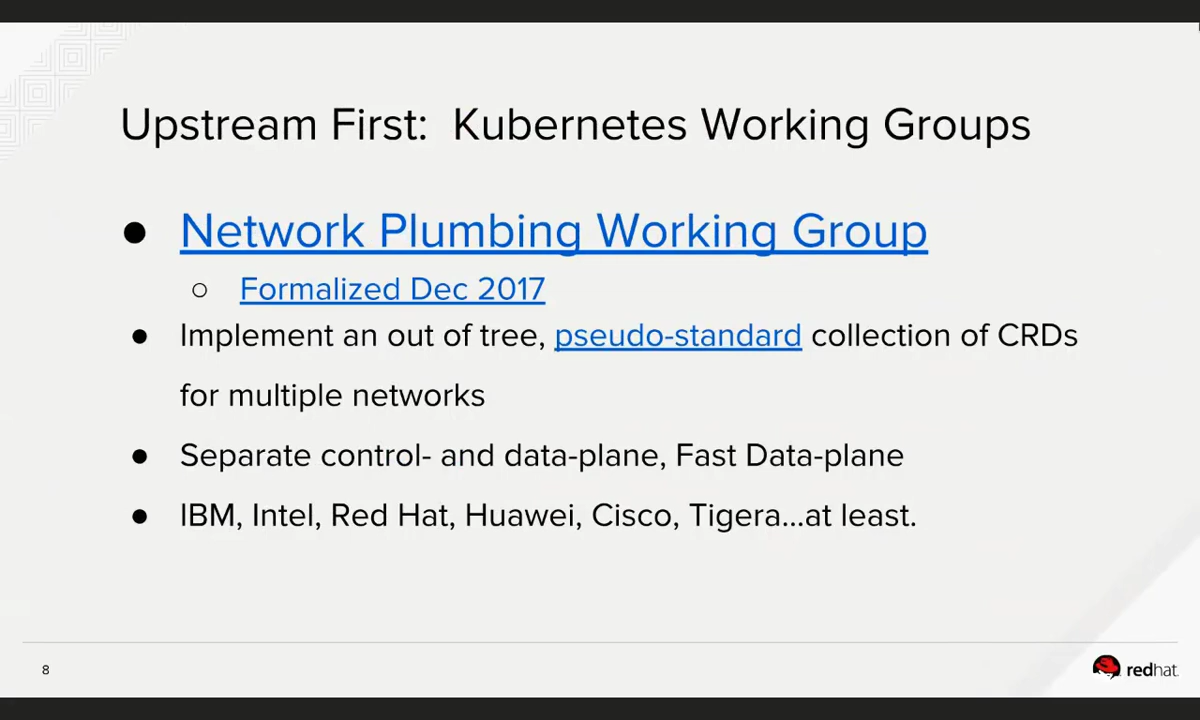 Upstream First:  Kubernetes Working Groups
● Network Plumbing Working Group
○ Formalized Dec 2017
● Implement an out of tree, pseudo-standard collection of CRDs
for multiple networks
● Separate control- and data-plane, Fast Data-plane
● IBM, Intel, Red Hat, Huawei, Cisco, Tigera...at least.
8
redhat.